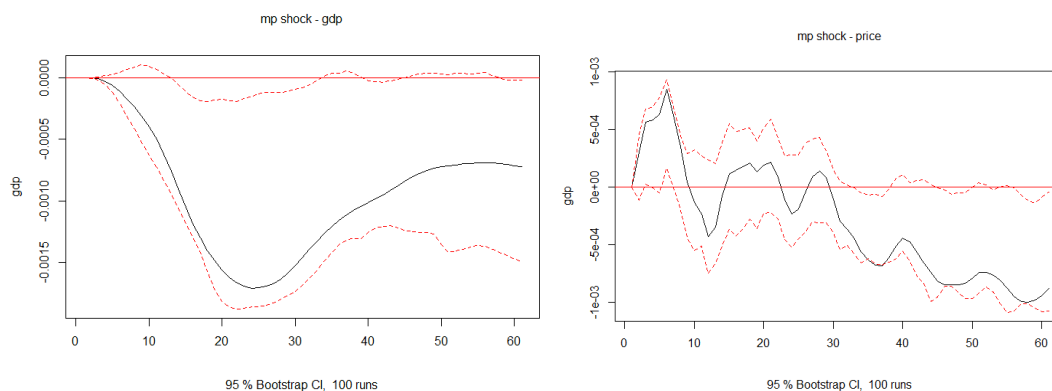 mp shock - gdp
gdp
0.0000
-0.0005
-0.0010
-0.0015
0 10 20 30 40 50 60
95 % Bootstrap CI, 100 runs
mp shock - price
gdp
1e-03
5e-04
0e+00
-5e-04
-1e-03
0 10 20 30 40 50 60
95 % Bootstrap CI, 100 runs